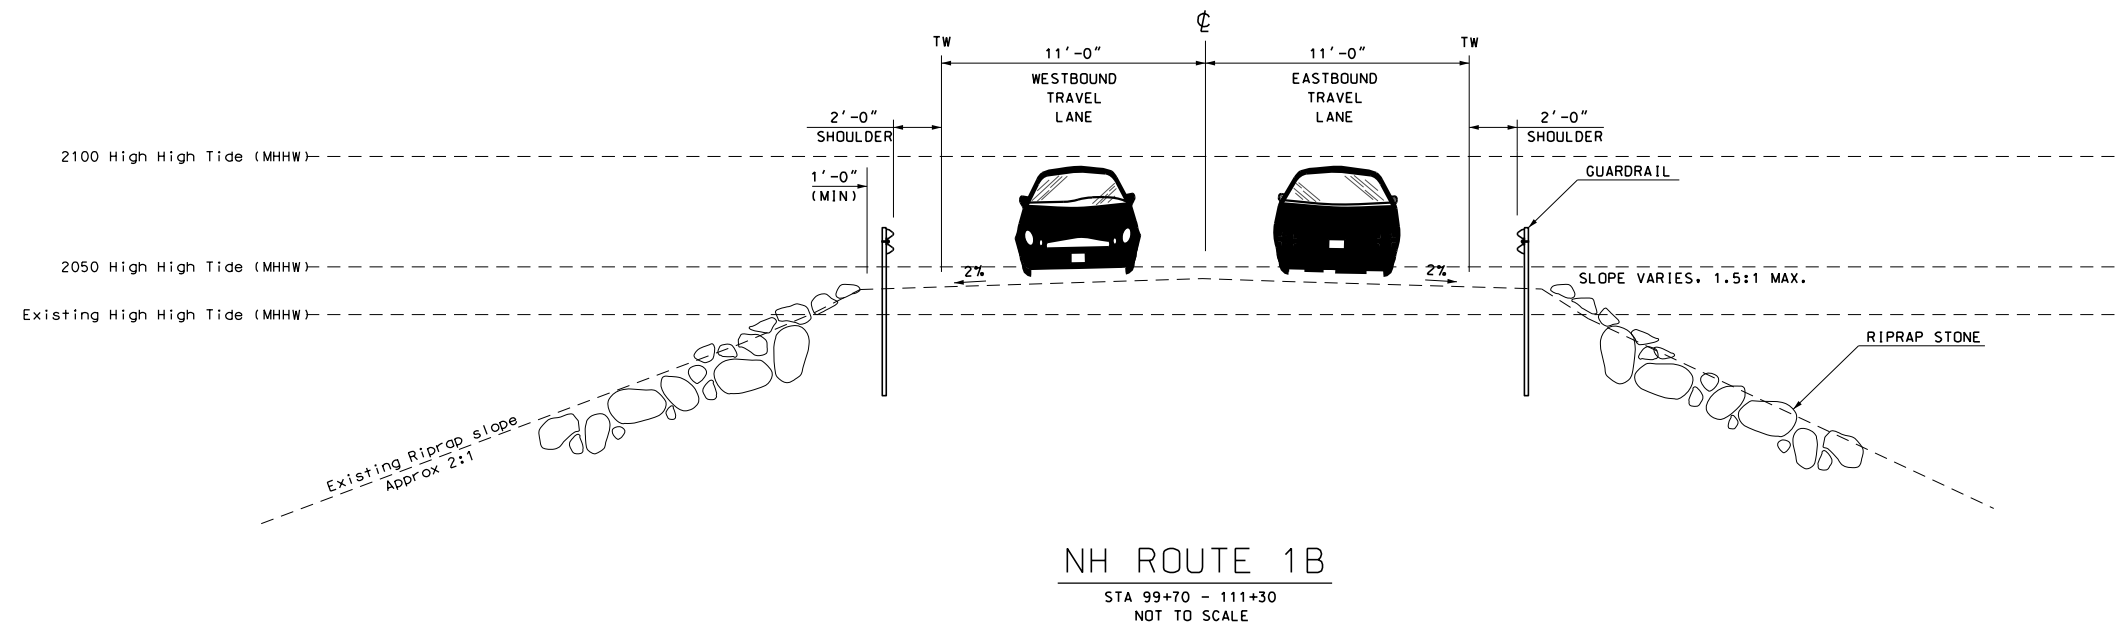 ℄
TW
TW
11'-0"
11'-0"
WESTBOUND
TRAVEL
LANE
EASTBOUND
TRAVEL
LANE
2'-0"
SHOULDER
2'-0"
SHOULDER
2100 High High Tide (MHHW)
1'-0"
(MIN)
GUARDRAIL
2050 High High Tide (MHHW)
2%
2%
SLOPE VARIES, 1.5:1 MAX.
Existing High High Tide (MHHW)
RIPRAP STONE
Existing Riprap slope
Approx 2:1
NH ROUTE 1B
STA 99+70 - 111+30
NOT TO SCALE